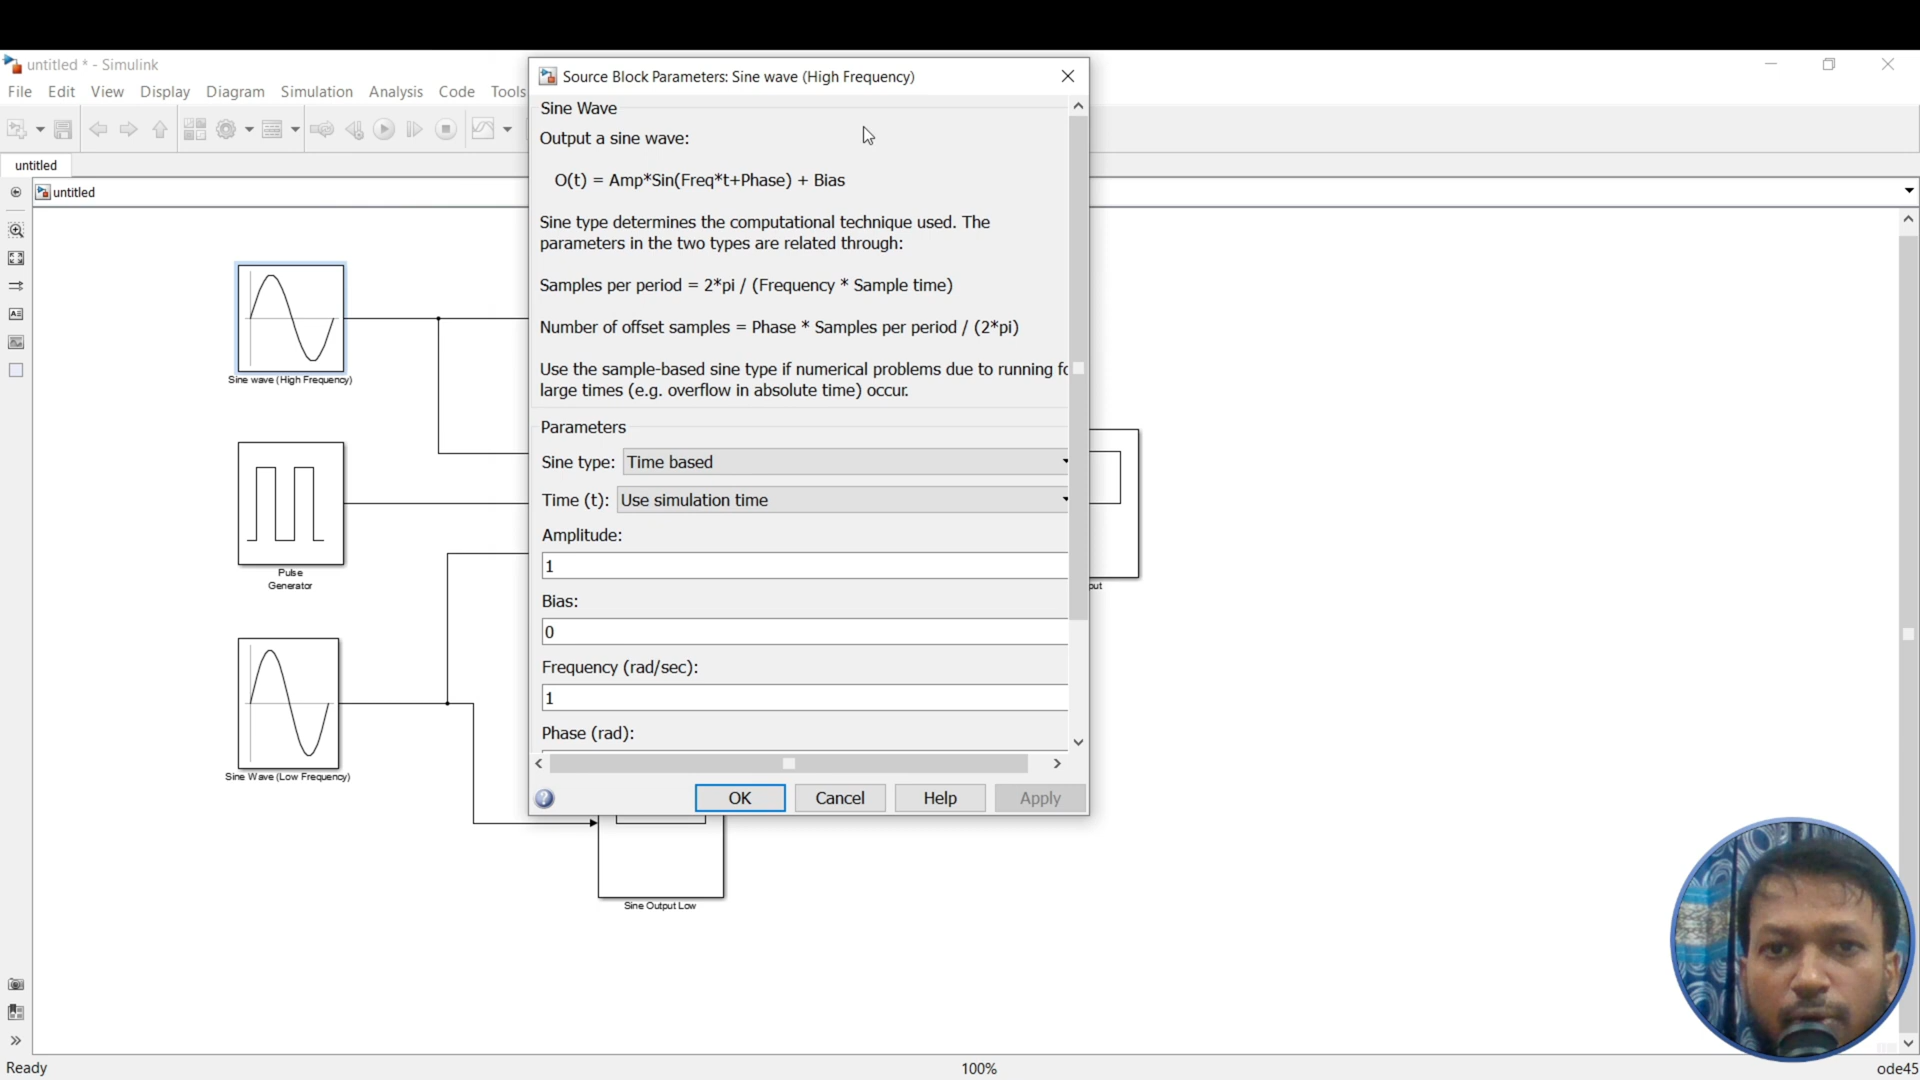 untitled * - Simulink
File Edit View Display Diagram Simulation Analysis Code Tools
untitled
untitled
Source Block Parameters: Sine wave (High Frequency)
Sine Wave
Output a sine wave:
O(t) = Amp*Sin(Freq*t+Phase) + Bias
Sine type determines the computational technique used. The
parameters in the two types are related through:
Samples per period = 2*pi / (Frequency * Sample time)
Number of offset samples = Phase * Samples per period / (2*pi)
Use the sample-based sine type if numerical problems due to running
large times (e.g. overflow in absolute time) occur.
Parameters
Sine type: Time based
Time (t): Use simulation time
Amplitude:
1
Bias:
0
Frequency (rad/sec):
1
Phase (rad):
OK Cancel Help Apply
Sine wave (High Frequency)
Pulse
Generator
Sine Wave (Low Frequency)
Sine Output Low
Ready 100% ode45